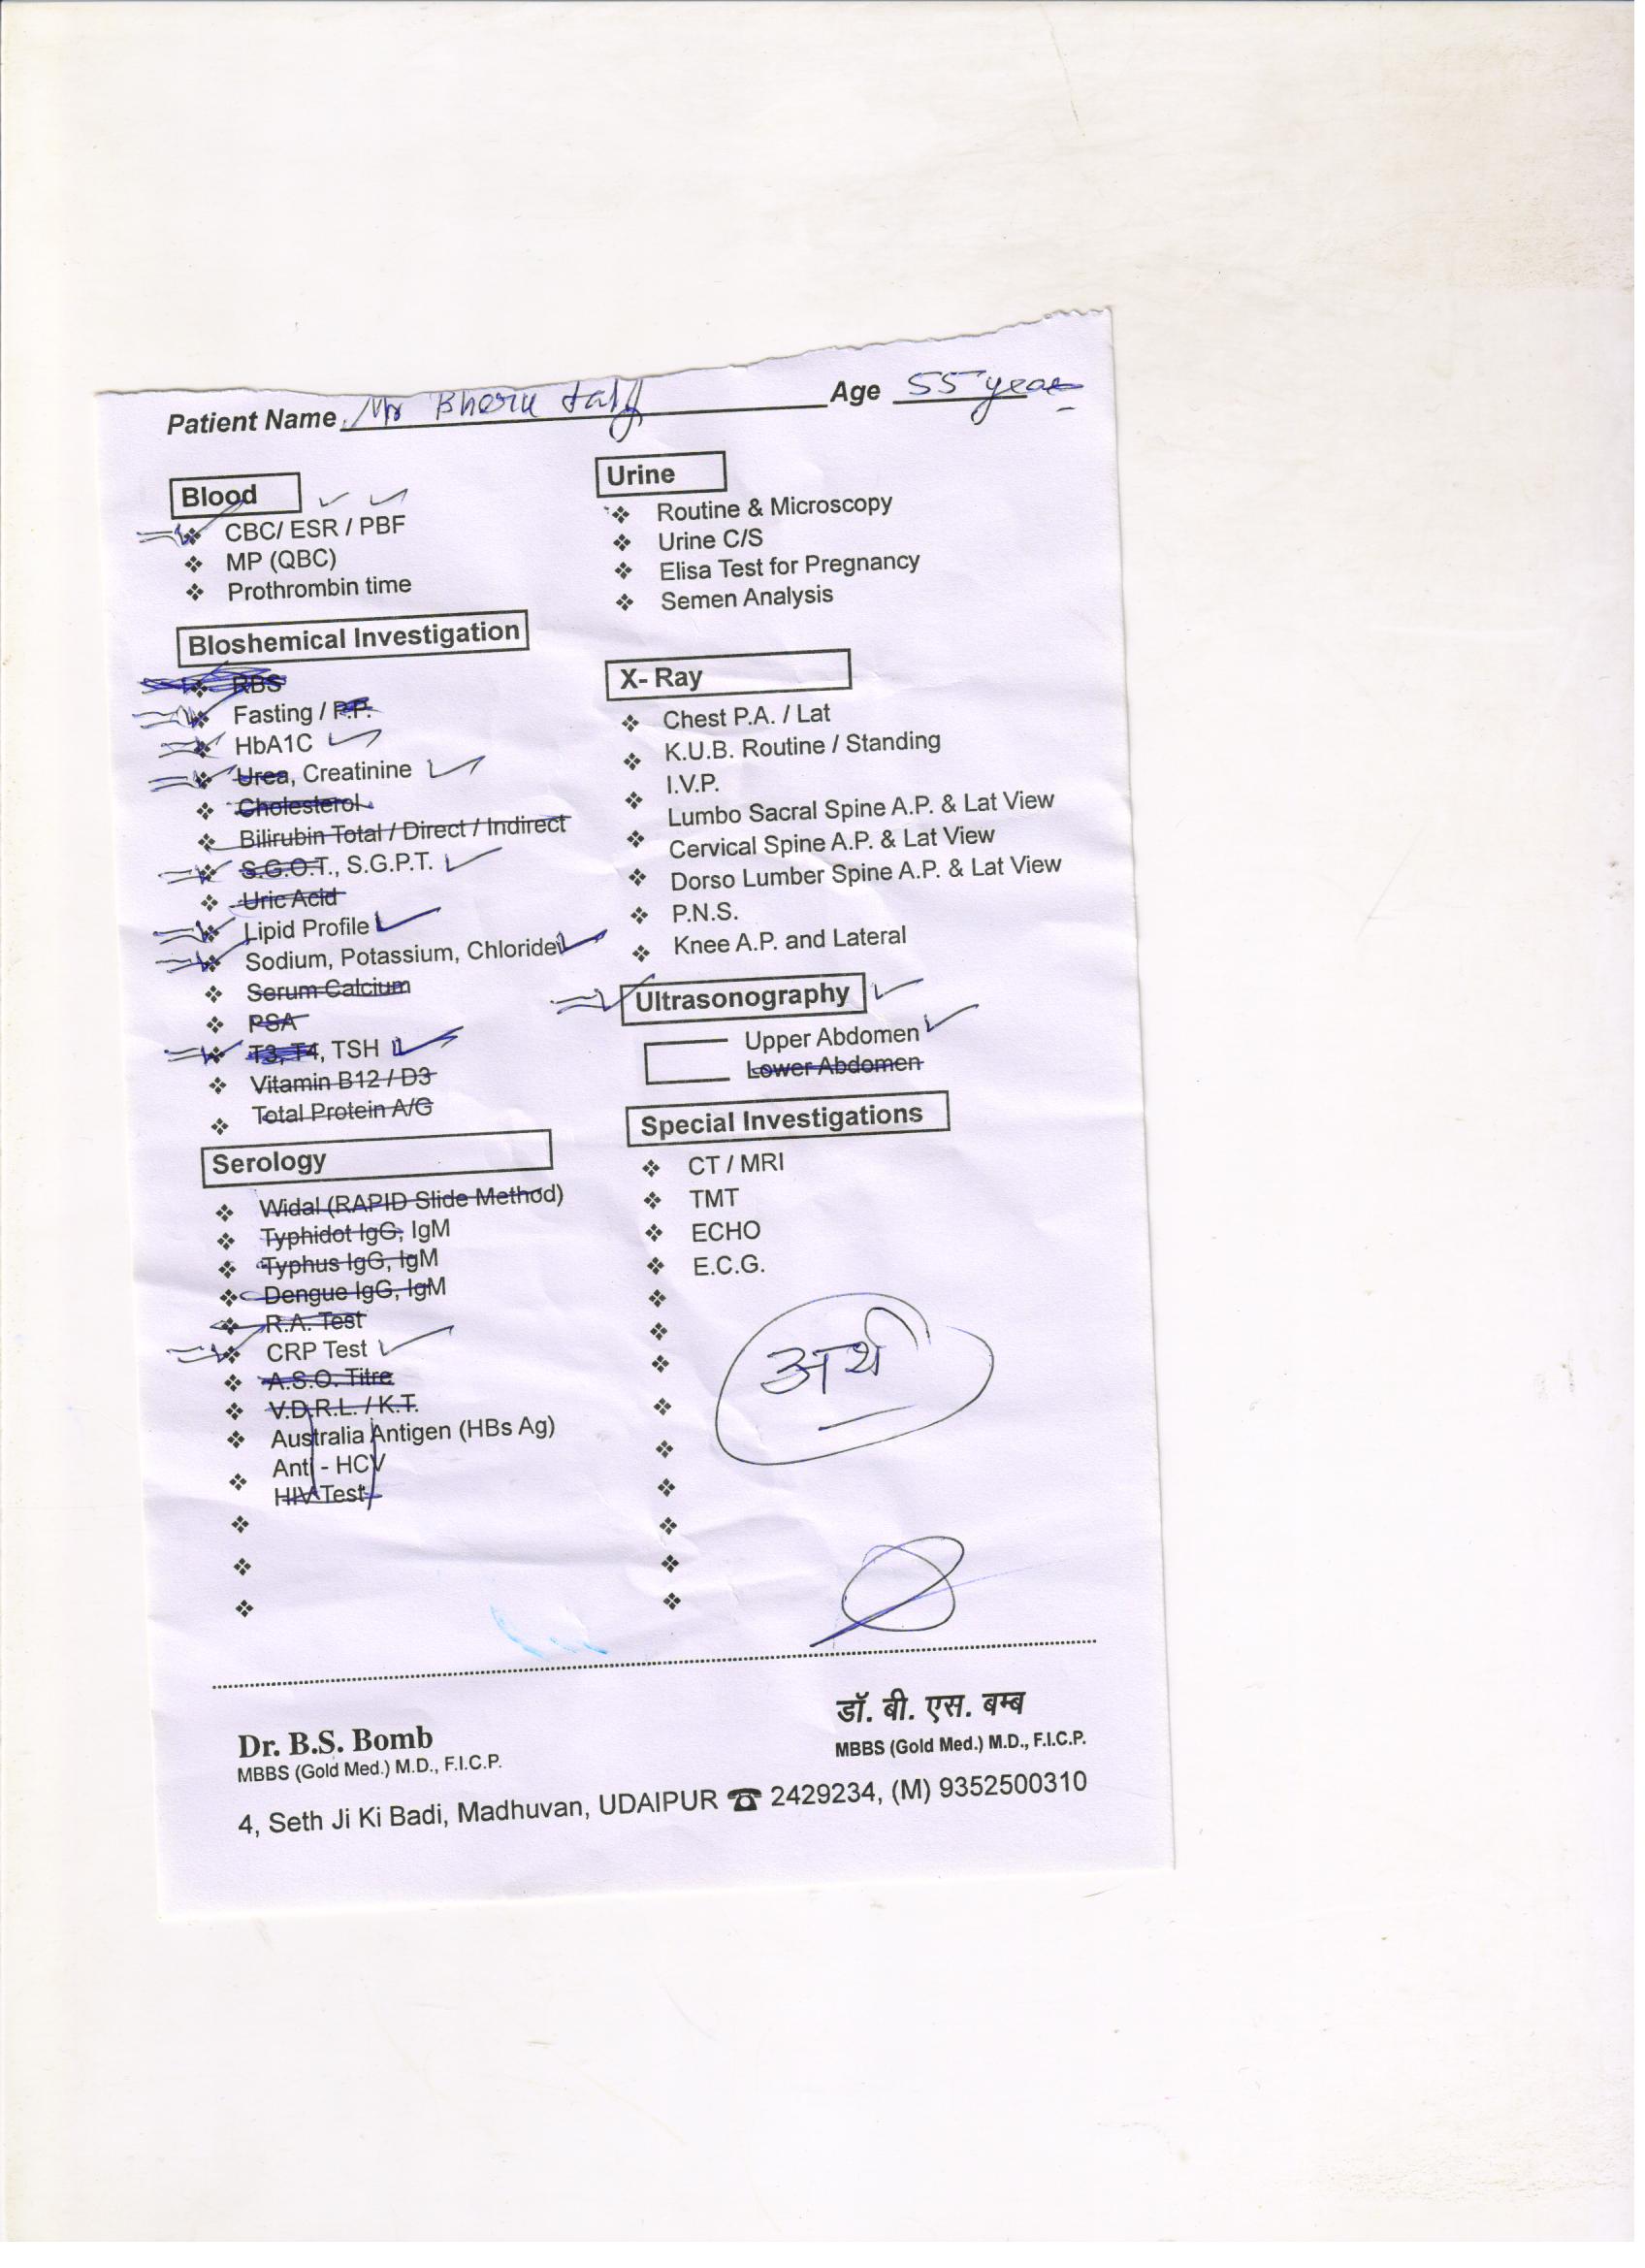 Patient Name Mr Bheru Lal Age 55 year
Blood
CBC/ ESR / PBF
MP (QBC)
Prothrombin time
Bloshemical Investigation
RBS
Fasting / P.P.
HbA1C
Urea, Creatinine
Cholesterol
Bilirubin Total / Direct / Indirect
S.G.O.T., S.G.P.T.
Uric Acid
Lipid Profile
Sodium, Potassium, Chloride
Serum Calcium
PSA
T3, T4, TSH
Vitamin B12 / D3
Total Protein A/G
Serology
Widal (RAPID Slide Method)
Typhidot IgG, IgM
Typhus IgG, IgM
Dengue IgG, IgM
R.A. Test
CRP Test
A.S.O. Titre
V.D.R.L. / K.T.
Australia Antigen (HBs Ag)
Anti - HCV
HIV Test
Urine
Routine & Microscopy
Urine C/S
Elisa Test for Pregnancy
Semen Analysis
X- Ray
Chest P.A. / Lat
K.U.B. Routine / Standing
I.V.P.
Lumbo Sacral Spine A.P. & Lat View
Cervical Spine A.P. & Lat View
Dorso Lumber Spine A.P. & Lat View
P.N.S.
Knee A.P. and Lateral
Ultrasonography
Upper Abdomen
Lower Abdomen
Special Investigations
CT / MRI
TMT
ECHO
E.C.G.
अर्थ
Dr. B.S. Bomb
MBBS (Gold Med.) M.D., F.I.C.P.
डॉ. बी. एस. बम्ब
MBBS (Gold Med.) M.D., F.I.C.P.
4, Seth Ji Ki Badi, Madhuvan, UDAIPUR ☎ 2429234, (M) 9352500310